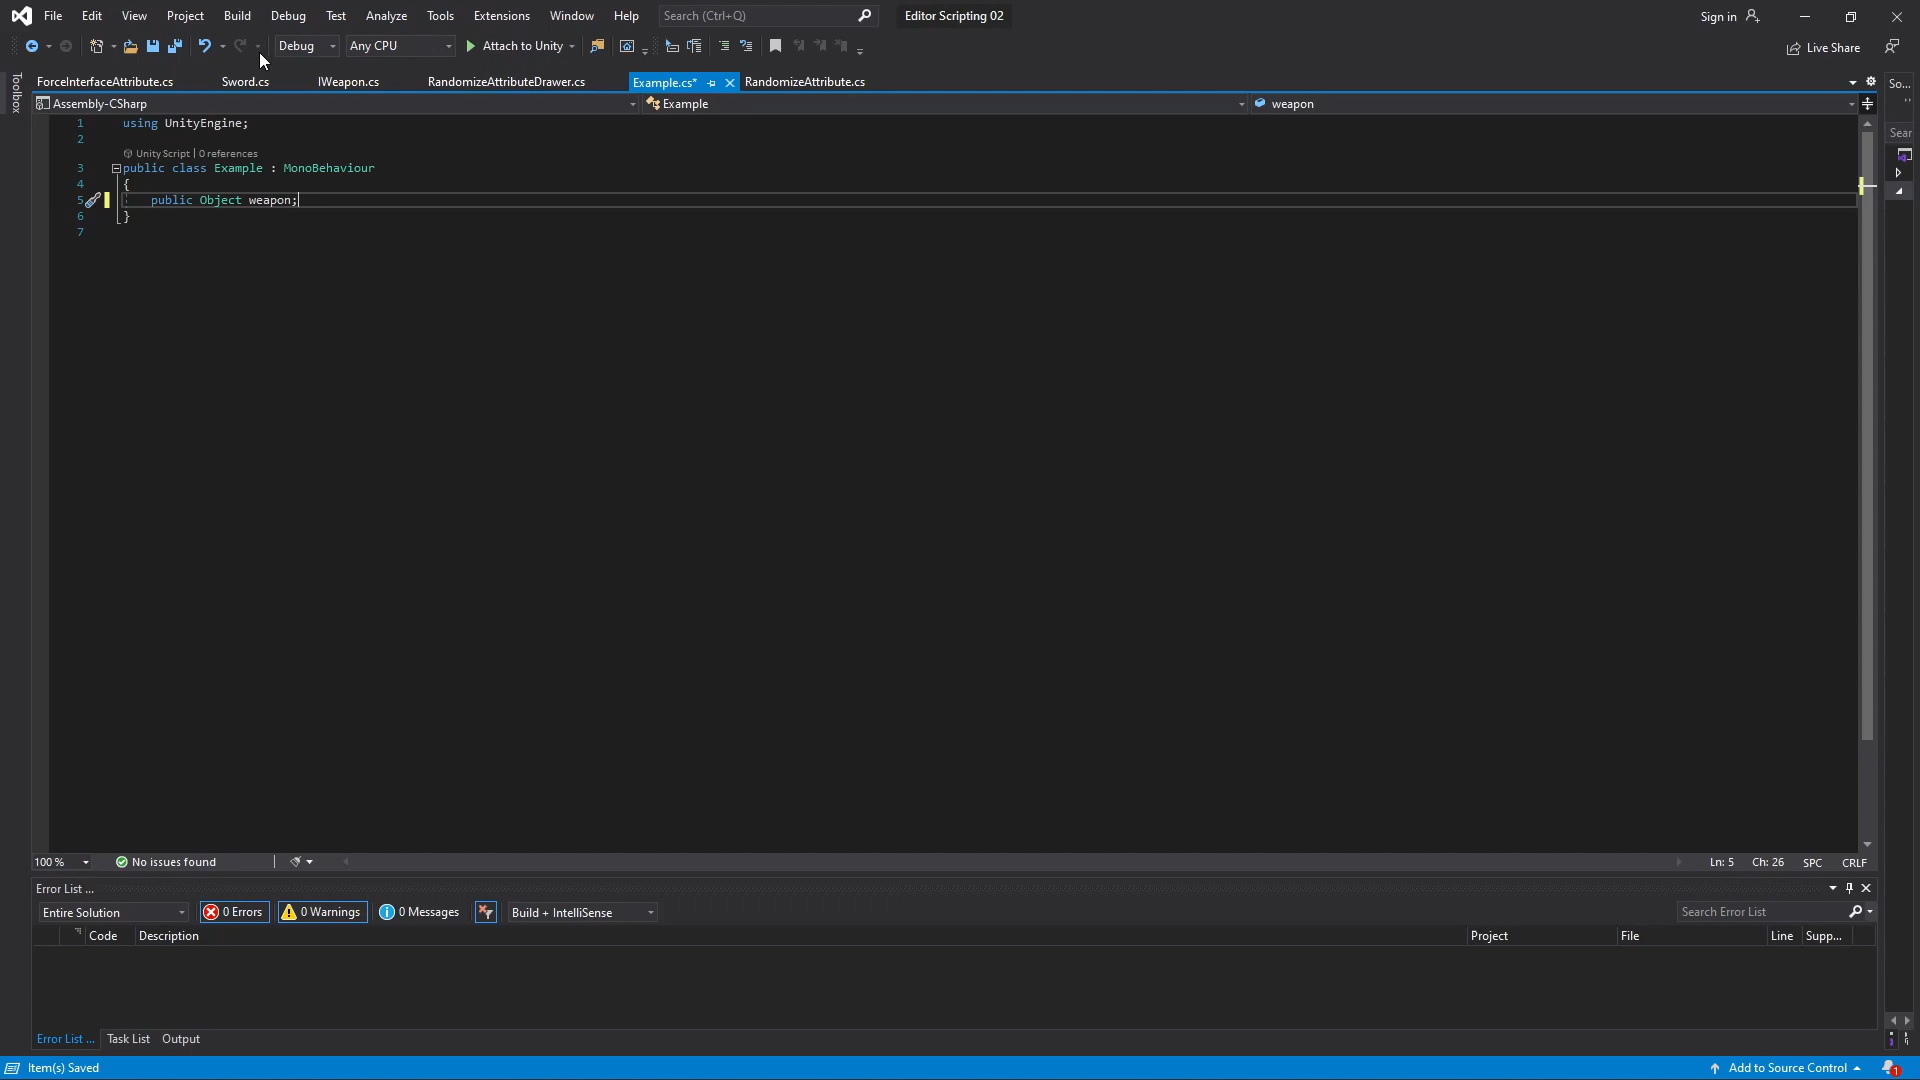 File Edit View Project Build Debug Test Analyze Tools Extensions Window Help Search (Ctrl+Q) Editor Scripting 02 Sign in
Debug Any CPU Attach to Unity Live Share
Toolbox
ForceInterfaceAttribute.cs Sword.cs IWeapon.cs RandomizeAttributeDrawer.cs Example.cs* RandomizeAttribute.cs So...
Assembly-CSharp Example weapon
1 using UnityEngine;
2
Unity Script | 0 references
3 public class Example : MonoBehaviour
4 {
5 public Object weapon;
6 }
7
Sear
100 % No issues found Ln: 5 Ch: 26 SPC CRLF
Error List ...
Entire Solution 0 Errors 0 Warnings 0 Messages Build + IntelliSense Search Error List
Code Description Project File Line Supp...
Error List ... Task List Output
Item(s) Saved Add to Source Control 1